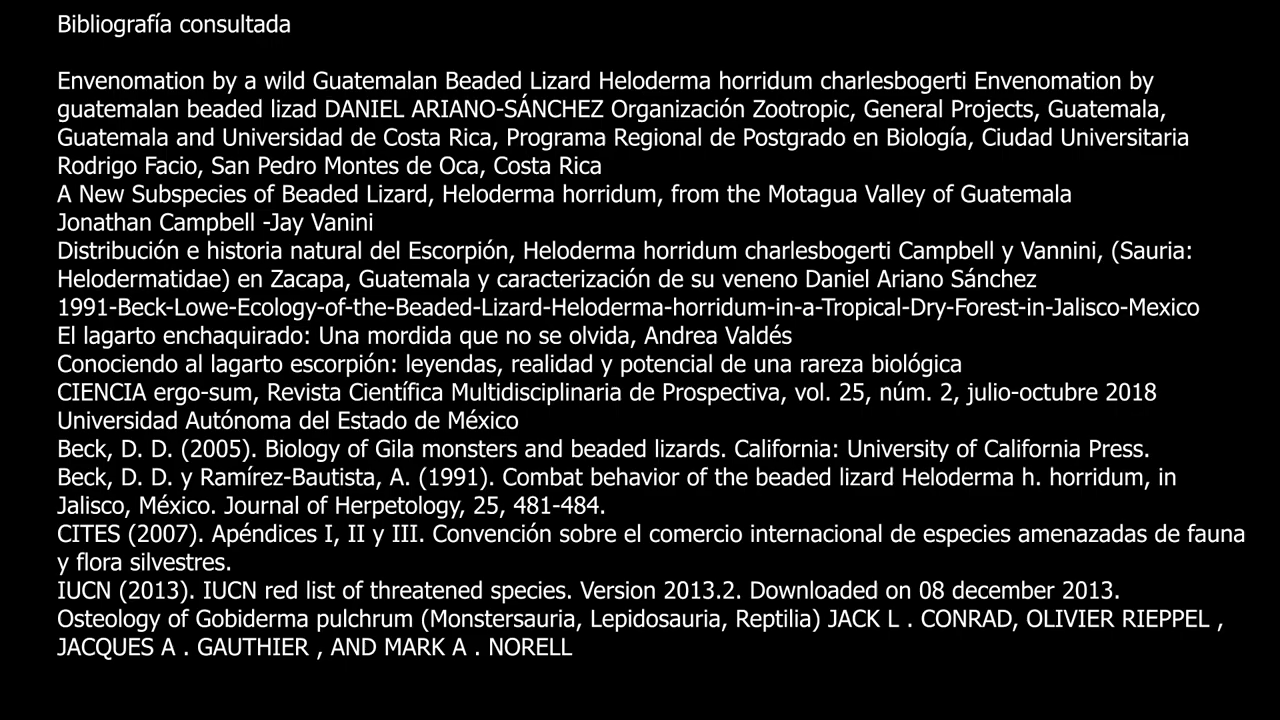 Bibliografía consultada
Envenomation by a wild Guatemalan Beaded Lizard Heloderma horridum charlesbogerti Envenomation by
guatemalan beaded lizad DANIEL ARIANO-SÁNCHEZ Organización Zootropic, General Projects, Guatemala,
Guatemala and Universidad de Costa Rica, Programa Regional de Postgrado en Biología, Ciudad Universitaria
Rodrigo Facio, San Pedro Montes de Oca, Costa Rica
A New Subspecies of Beaded Lizard, Heloderma horridum, from the Motagua Valley of Guatemala
Jonathan Campbell -Jay Vanini
Distribución e historia natural del Escorpión, Heloderma horridum charlesbogerti Campbell y Vannini, (Sauria:
Helodermatidae) en Zacapa, Guatemala y caracterización de su veneno Daniel Ariano Sánchez
1991-Beck-Lowe-Ecology-of-the-Beaded-Lizard-Heloderma-horridum-in-a-Tropical-Dry-Forest-in-Jalisco-Mexico
El lagarto enchaquirado: Una mordida que no se olvida, Andrea Valdés
Conociendo al lagarto escorpión: leyendas, realidad y potencial de una rareza biológica
CIENCIA ergo-sum, Revista Científica Multidisciplinaria de Prospectiva, vol. 25, núm. 2, julio-octubre 2018
Universidad Autónoma del Estado de México
Beck, D. D. (2005). Biology of Gila monsters and beaded lizards. California: University of California Press.
Beck, D. D. y Ramírez-Bautista, A. (1991). Combat behavior of the beaded lizard Heloderma h. horridum, in
Jalisco, México. Journal of Herpetology, 25, 481-484.
CITES (2007). Apéndices I, II y III. Convención sobre el comercio internacional de especies amenazadas de fauna
y flora silvestres.
IUCN (2013). IUCN red list of threatened species. Version 2013.2. Downloaded on 08 december 2013.
Osteology of Gobiderma pulchrum (Monstersauria, Lepidosauria, Reptilia) JACK L . CONRAD, OLIVIER RIEPPEL ,
JACQUES A . GAUTHIER , AND MARK A . NORELL